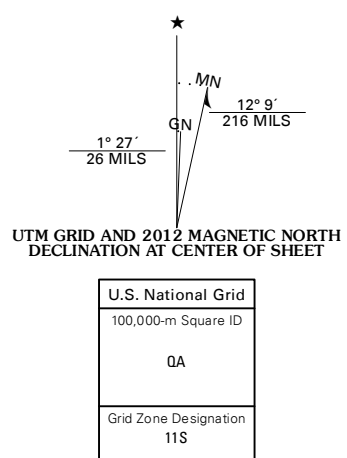 ★
MN
GN
12° 9´
216 MILS
1° 27´
26 MILS
UTM GRID AND 2012 MAGNETIC NORTH
DECLINATION AT CENTER OF SHEET
U.S. National Grid
100,000-m Square ID
QA
Grid Zone Designation
11S